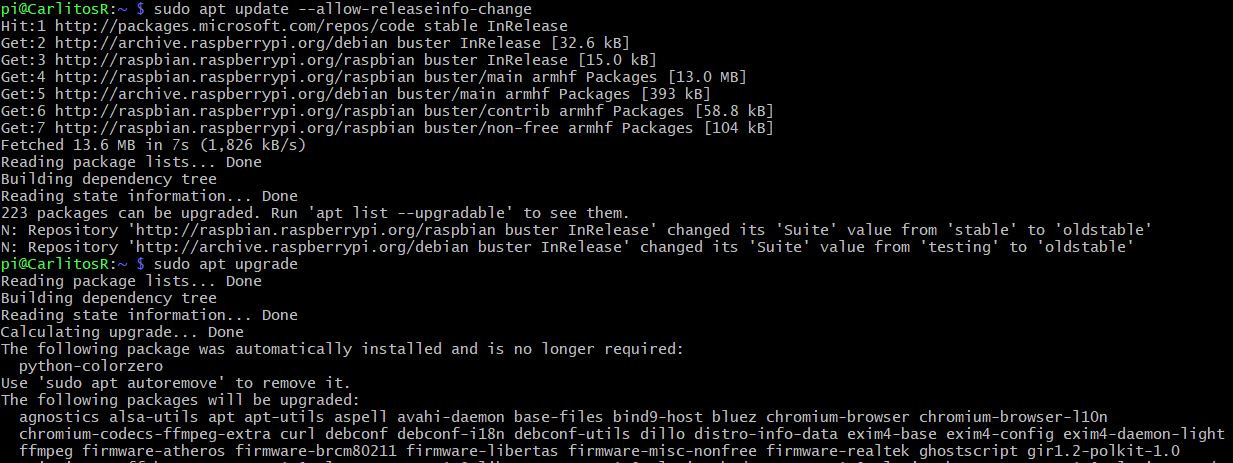 pi@CarlitosR:~ $ sudo apt update --allow-releaseinfo-change
Hit:1 http://packages.microsoft.com/repos/code stable InRelease
Get:2 http://archive.raspberrypi.org/debian buster InRelease [32.6 kB]
Get:3 http://raspbian.raspberrypi.org/raspbian buster InRelease [15.0 kB]
Get:4 http://raspbian.raspberrypi.org/raspbian buster/main armhf Packages [13.0 MB]
Get:5 http://archive.raspberrypi.org/debian buster/main armhf Packages [393 kB]
Get:6 http://raspbian.raspberrypi.org/raspbian buster/contrib armhf Packages [58.8 kB]
Get:7 http://raspbian.raspberrypi.org/raspbian buster/non-free armhf Packages [104 kB]
Fetched 13.6 MB in 7s (1,826 kB/s)
Reading package lists... Done
Building dependency tree
Reading state information... Done
223 packages can be upgraded. Run 'apt list --upgradable' to see them.
N: Repository 'http://raspbian.raspberrypi.org/raspbian buster InRelease' changed its 'Suite' value from 'stable' to 'oldstable'
N: Repository 'http://archive.raspberrypi.org/debian buster InRelease' changed its 'Suite' value from 'testing' to 'oldstable'
pi@CarlitosR:~ $ sudo apt upgrade
Reading package lists... Done
Building dependency tree
Reading state information... Done
Calculating upgrade... Done
The following package was automatically installed and is no longer required:
  python-colorzero
Use 'sudo apt autoremove' to remove it.
The following packages will be upgraded:
  agnostics alsa-utils apt apt-utils aspell avahi-daemon base-files bind9-host bluez chromium-browser chromium-browser-l10n
  chromium-codecs-ffmpeg-extra curl debconf debconf-i18n debconf-utils dillo distro-info-data exim4-base exim4-config exim4-daemon-light
  ffmpeg firmware-atheros firmware-brcm80211 firmware-libertas firmware-misc-nonfree firmware-realtek ghostscript gir1.2-polkit-1.0